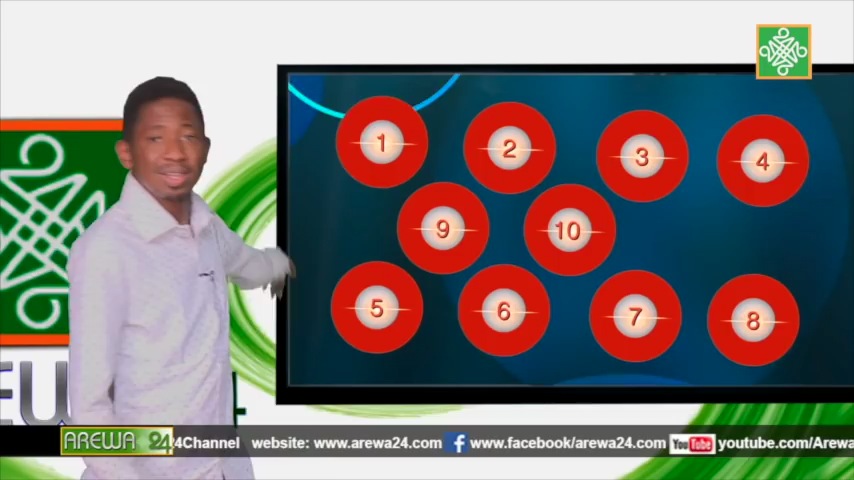 1 2 3 4
9 10
5 6 7 8
AREWA 24 24Channel website: www.arewa24.com www.facebook/arewa24.com YouTube youtube.com/Arewa